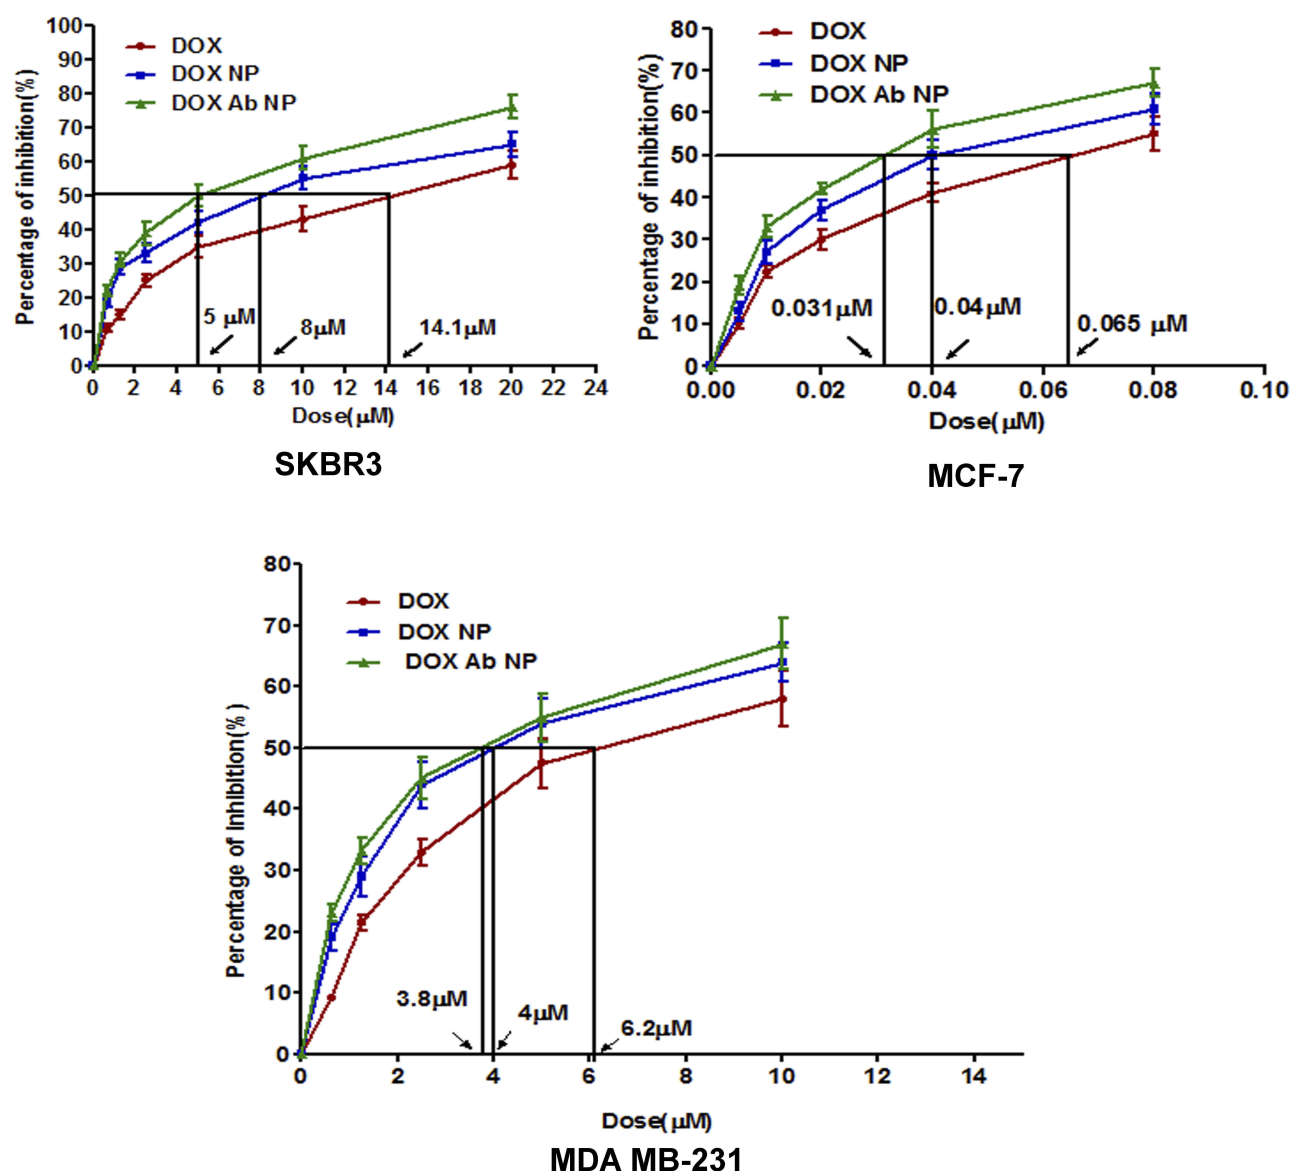 100
90
80
70
60
50
40
30
20
10
0
Percentage of inhibition(%)
DOX
DOX NP
DOX Ab NP
5 μM
8μM
14.1μM
0 2 4 6 8 10 12 14 16 18 20 22 24
Dose(μM)
SKBR3
80
70
60
50
40
30
20
10
0
Percentage of inhibition(%)
DOX
DOX NP
DOX Ab NP
0.031μM
0.04μM
0.065 μM
0.00 0.02 0.04 0.06 0.08 0.10
Dose(μM)
MCF-7
80
70
60
50
40
30
20
10
0
Percentage of inhibition(%)
DOX
DOX NP
DOX Ab NP
3.8μM
4μM
6.2μM
0 2 4 6 8 10 12 14
Dose(μM)
MDA MB-231